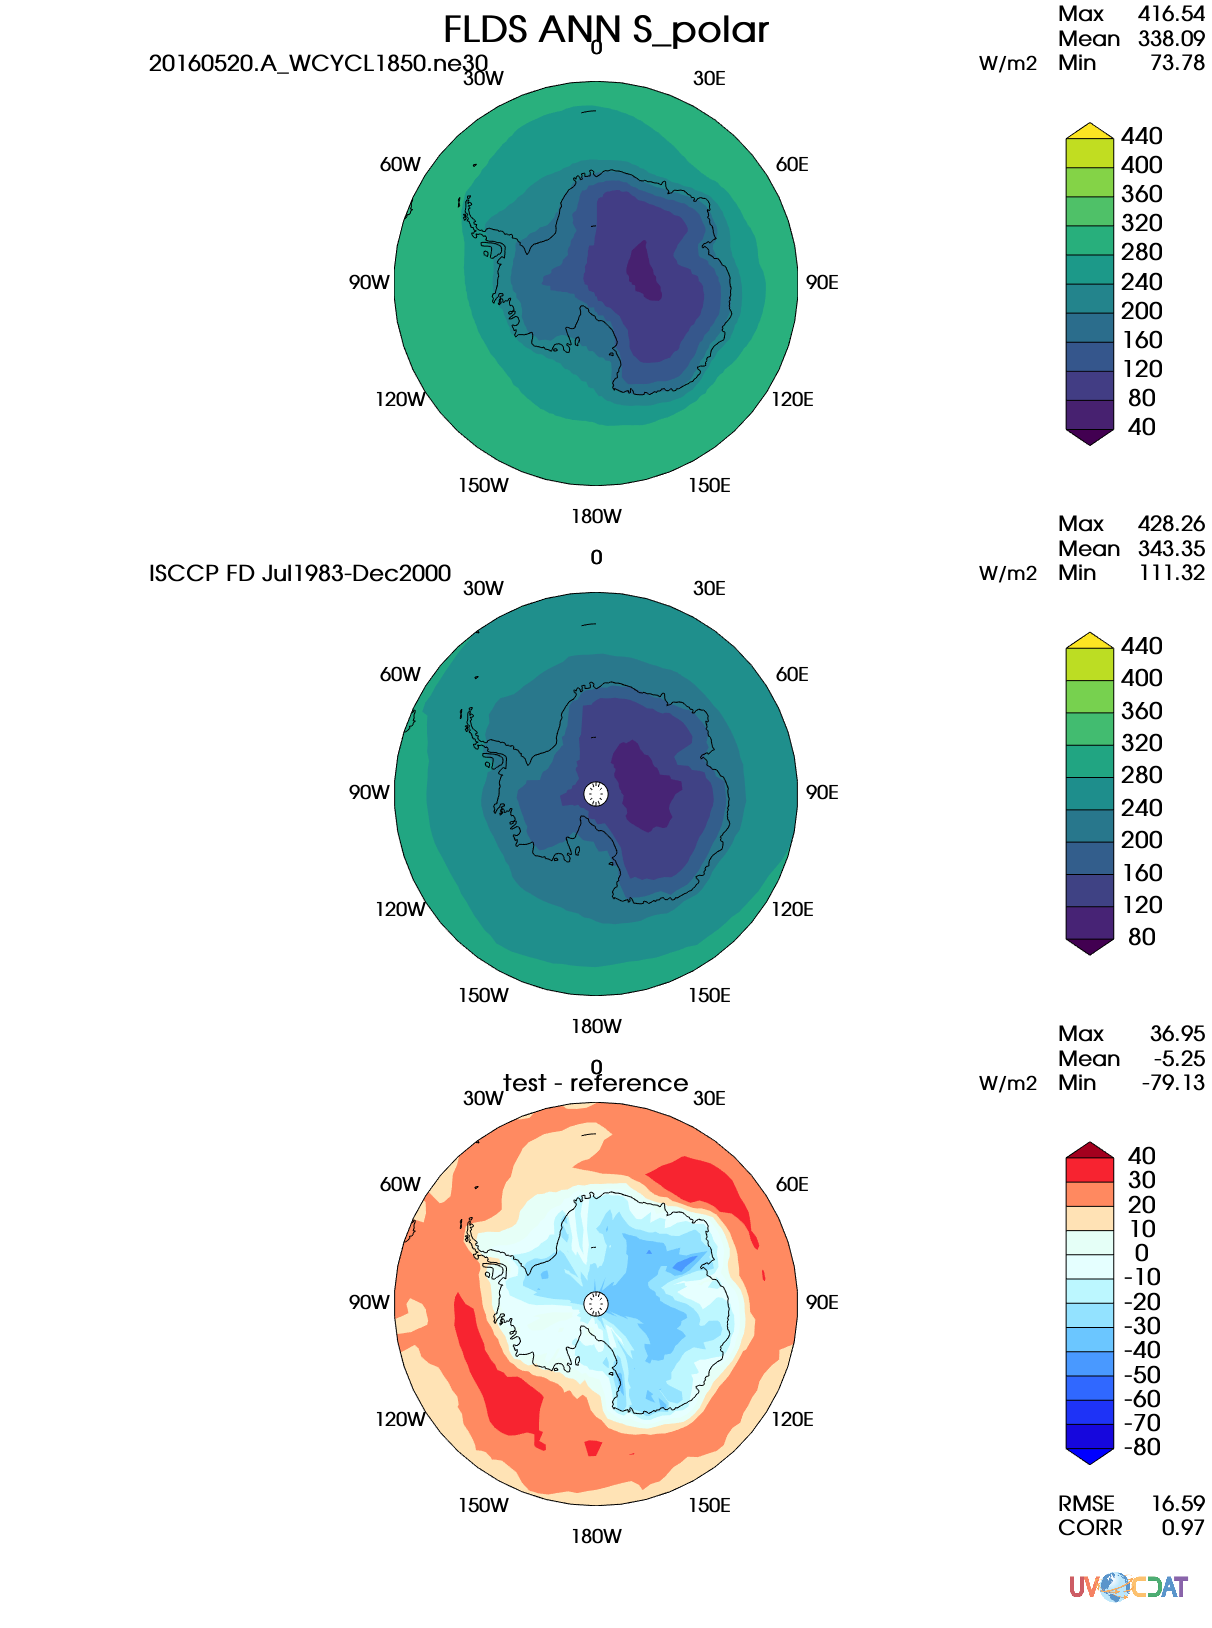 FLDS ANN S_polar
20160520.A_WCYCL1850.ne30
W/m2
Max 416.54
Mean 338.09
Min 73.78
0
30W
30E
60W
60E
90W
90E
120W
120E
150W
150E
180W
440
400
360
320
280
240
200
160
120
80
40
ISCCP FD Jul1983-Dec2000
W/m2
Max 428.26
Mean 343.35
Min 111.32
0
30W
30E
60W
60E
90W
90E
120W
120E
150W
150E
180W
440
400
360
320
280
240
200
160
120
80
test - reference
W/m2
Max 36.95
Mean -5.25
Min -79.13
0
30W
30E
60W
60E
90W
90E
120W
120E
150W
150E
180W
40
30
20
10
0
-10
-20
-30
-40
-50
-60
-70
-80
RMSE 16.59
CORR 0.97
UV CDAT